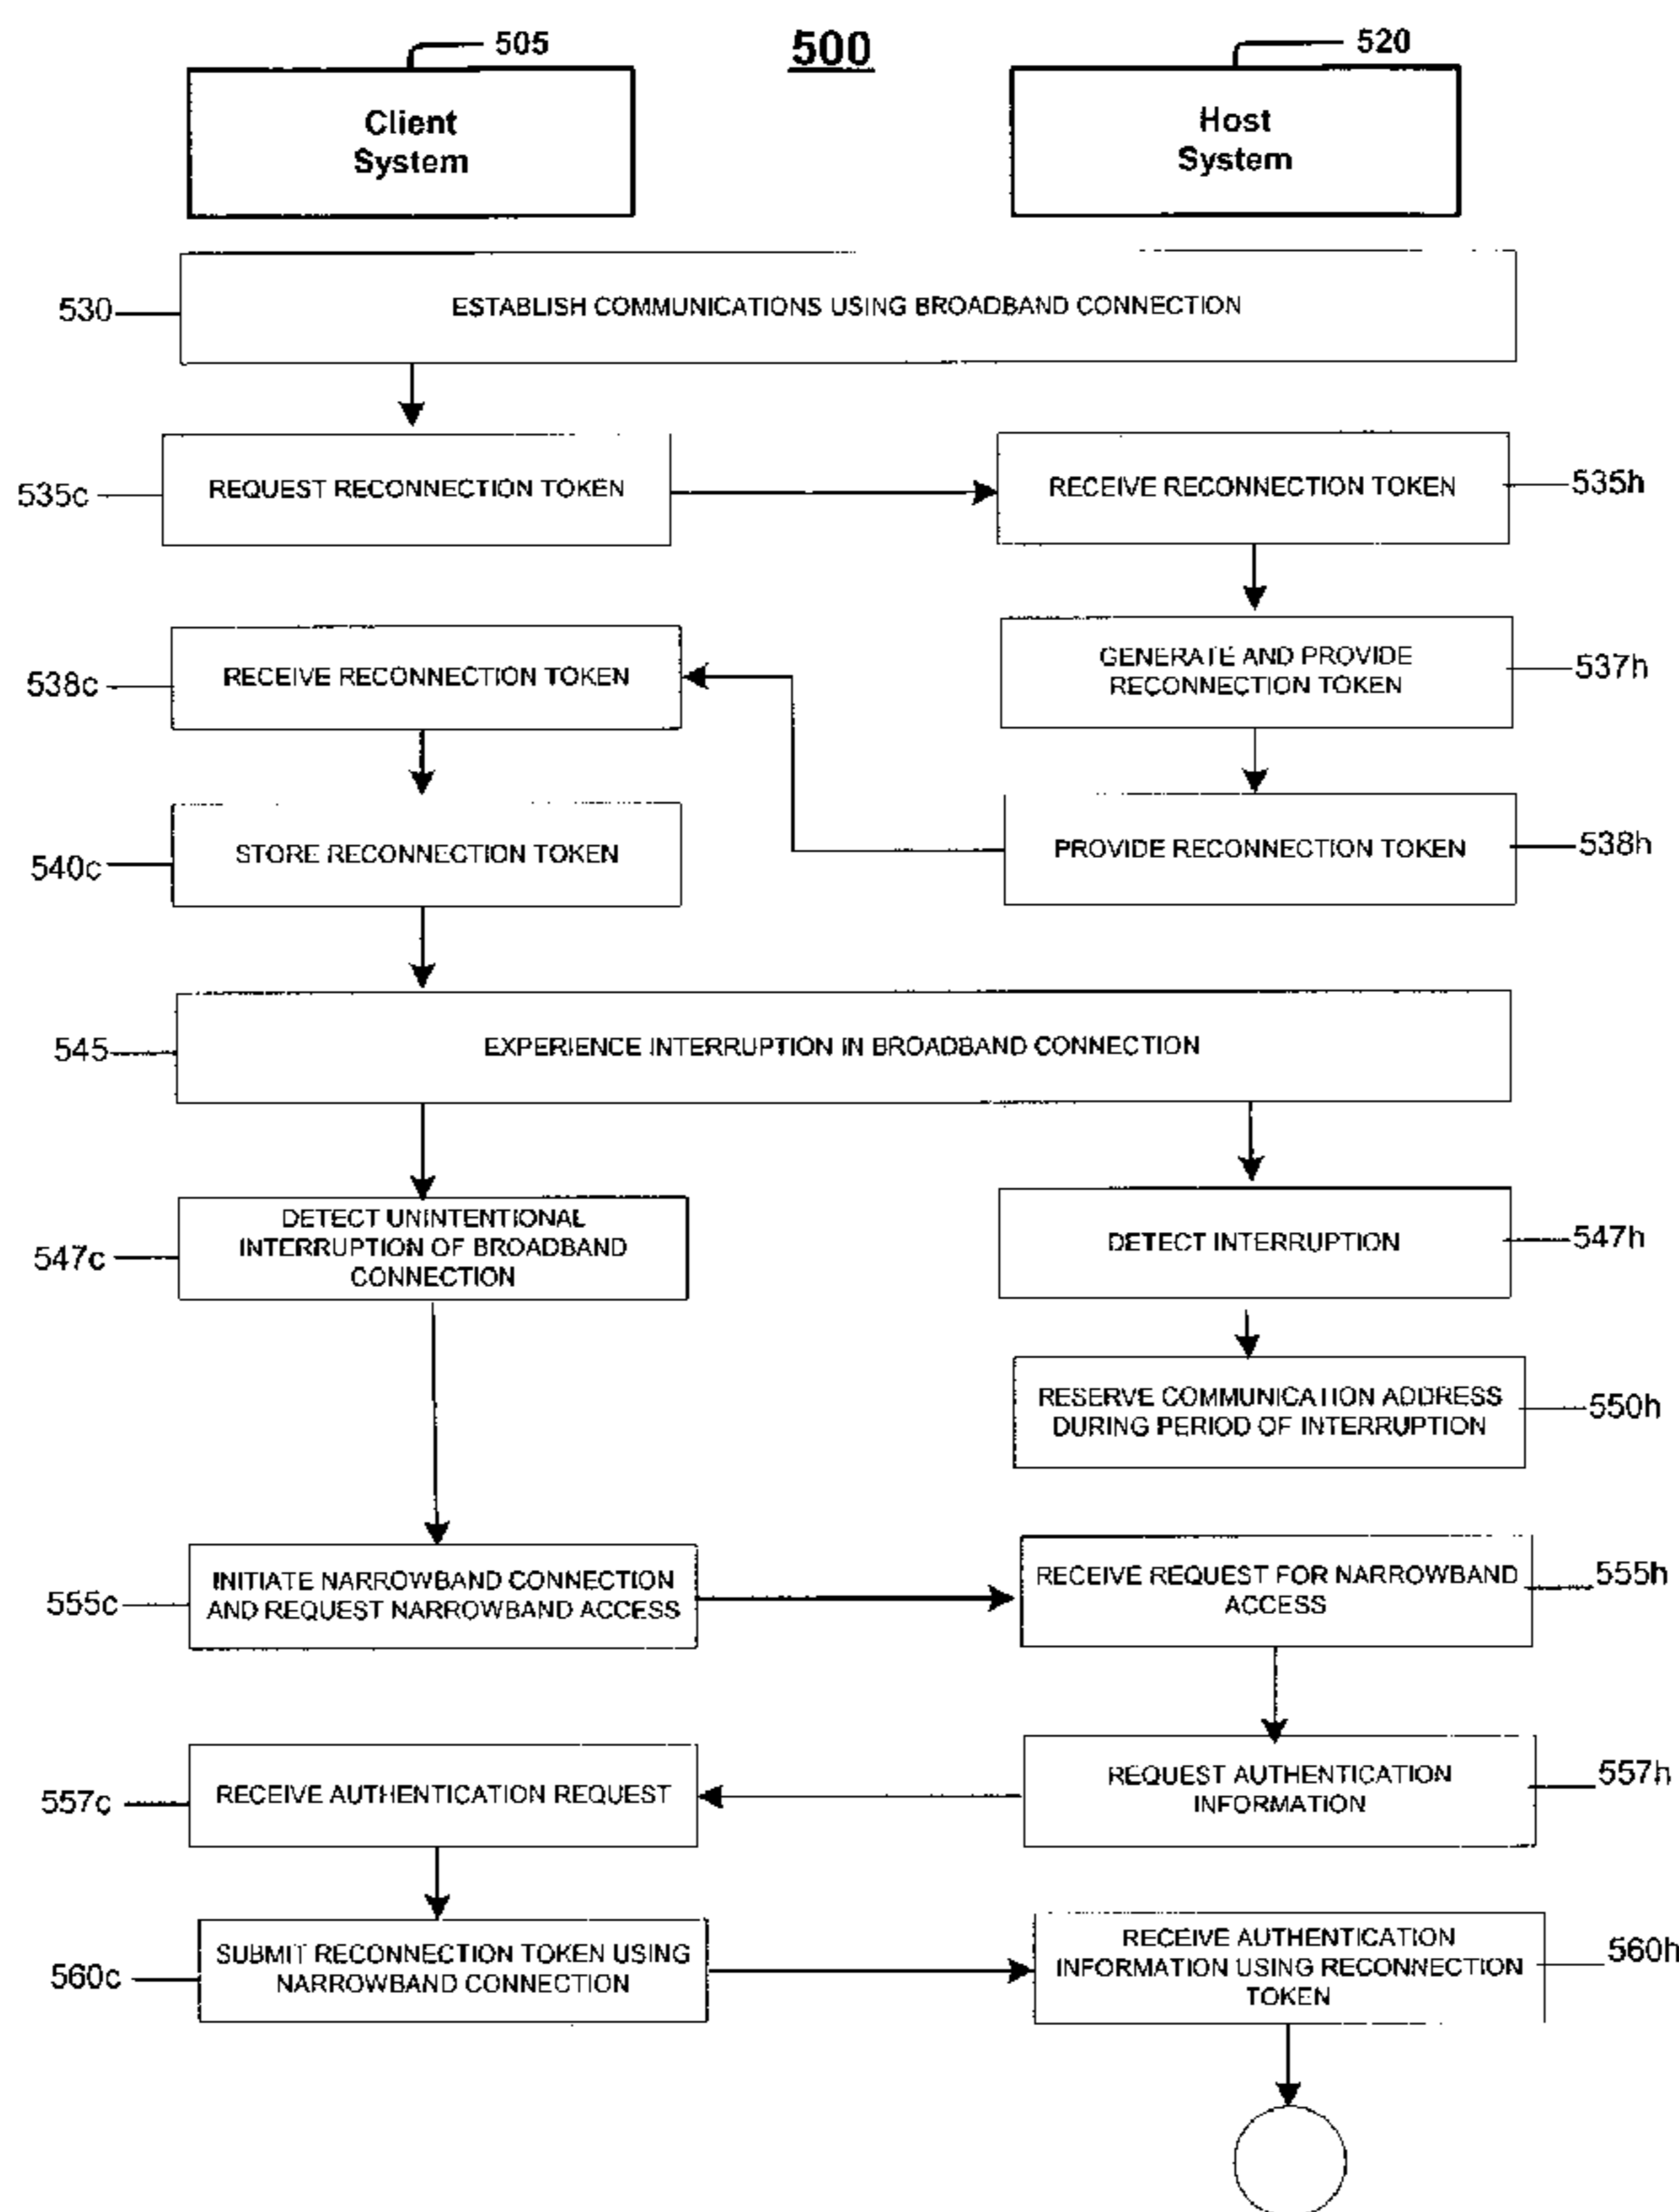 500
505
520
Client
System
Host
System
530
ESTABLISH COMMUNICATIONS USING BROADBAND CONNECTION
535c
REQUEST RECONNECTION TOKEN
RECEIVE RECONNECTION TOKEN
535h
GENERATE AND PROVIDE
RECONNECTION TOKEN
537h
538c
RECEIVE RECONNECTION TOKEN
540c
STORE RECONNECTION TOKEN
PROVIDE RECONNECTION TOKEN
538h
545
EXPERIENCE INTERRUPTION IN BROADBAND CONNECTION
547c
DETECT UNINTENTIONAL
INTERRUPTION OF BROADBAND
CONNECTION
DETECT INTERRUPTION
547h
RESERVE COMMUNICATION ADDRESS
DURING PERIOD OF INTERRUPTION
550h
555c
INITIATE NARROWBAND CONNECTION
AND REQUEST NARROWBAND ACCESS
RECEIVE REQUEST FOR NARROWBAND
ACCESS
555h
557c
RECEIVE AUTHENTICATION REQUEST
REQUEST AUTHENTICATION
INFORMATION
557h
560c
SUBMIT RECONNECTION TOKEN USING
NARROWBAND CONNECTION
RECEIVE AUTHENTICATION
INFORMATION USING RECONNECTION
TOKEN
560h